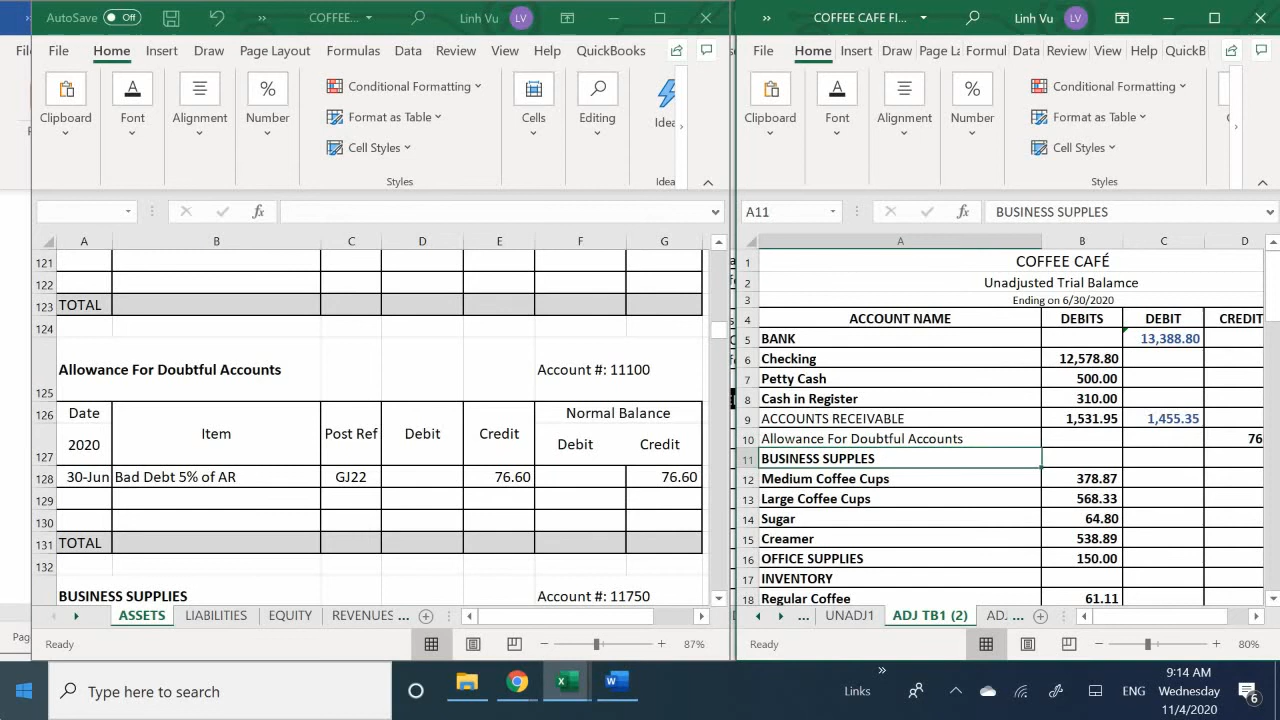 AutoSave Off COFFEE... Linh Vu LV
File Home Insert Draw Page Layout Formulas Data Review View Help QuickBooks
Clipboard Font Alignment Number
Conditional Formatting
Format as Table
Cell Styles
Styles
Cells Editing Idea
Idea
fx
A B C D E F G
121
122
123 TOTAL
124
125 Allowance For Doubtful Accounts Account #: 11100
126 Date Item Post Ref Debit Credit Normal Balance
127 2020 Debit Credit
128 30-Jun Bad Debt 5% of AR GJ22 76.60 76.60
129
130
131 TOTAL
132
BUSINESS SUPPLIES Account #: 11750
ASSETS LIABILITIES EQUITY REVENUES ...
Ready 87%
COFFEE CAFE FI... Linh Vu LV
File Home Insert Draw Page La Formul Data Review View Help QuickB
Clipboard Font Alignment Number
Conditional Formatting
Format as Table
Cell Styles
Styles
A11 fx BUSINESS SUPPLES
A B C D
1 COFFEE CAFÉ
2 Unadjusted Trial Balamce
3 Ending on 6/30/2020
4 ACCOUNT NAME DEBITS DEBIT CREDIT
5 BANK 13,388.80
6 Checking 12,578.80
7 Petty Cash 500.00
8 Cash in Register 310.00
9 ACCOUNTS RECEIVABLE 1,531.95 1,455.35
10 Allowance For Doubtful Accounts 76
11 BUSINESS SUPPLES
12 Medium Coffee Cups 378.87
13 Large Coffee Cups 568.33
14 Sugar 64.80
15 Creamer 538.89
16 OFFICE SUPPLIES 150.00
17 INVENTORY
18 Regular Coffee 61.11
... UNADJ1 ADJ TB1 (2) AD. ...
Ready 80%
Type here to search
Links ENG
9:14 AM
Wednesday
11/4/2020
6